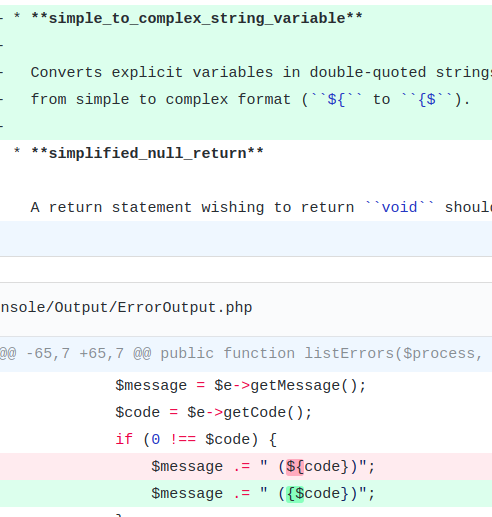 * **simple_to_complex_string_variable**
Converts explicit variables in double-quoted strings
from simple to complex format (``${`` to ``{$``).
* **simplified_null_return**
A return statement wishing to return ``void`` shoul
nsole/Output/ErrorOutput.php
@@ -65,7 +65,7 @@ public function listErrors($process,
$message = $e->getMessage();
$code = $e->getCode();
if (0 !== $code) {
$message .= " (${code})";
$message .= " ({$code})";